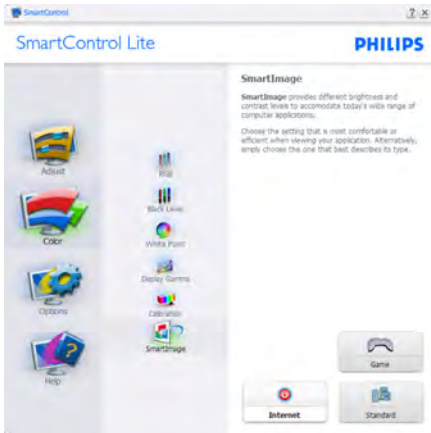 SmartControl
SmartControl Lite
PHILIPS
Adjust
Color
Options
Help
RGB
Black Level
White Point
Display Gamma
Calibration
SmartImage
SmartImage
SmartImage provides different brightness and
contrast levels to accomodate today's wide range of
computer applications.
Choose the setting that is most comfortable or
efficient when viewing your application. Alternatively,
simply choose the one that best describes its type.
Game
Internet
Standard